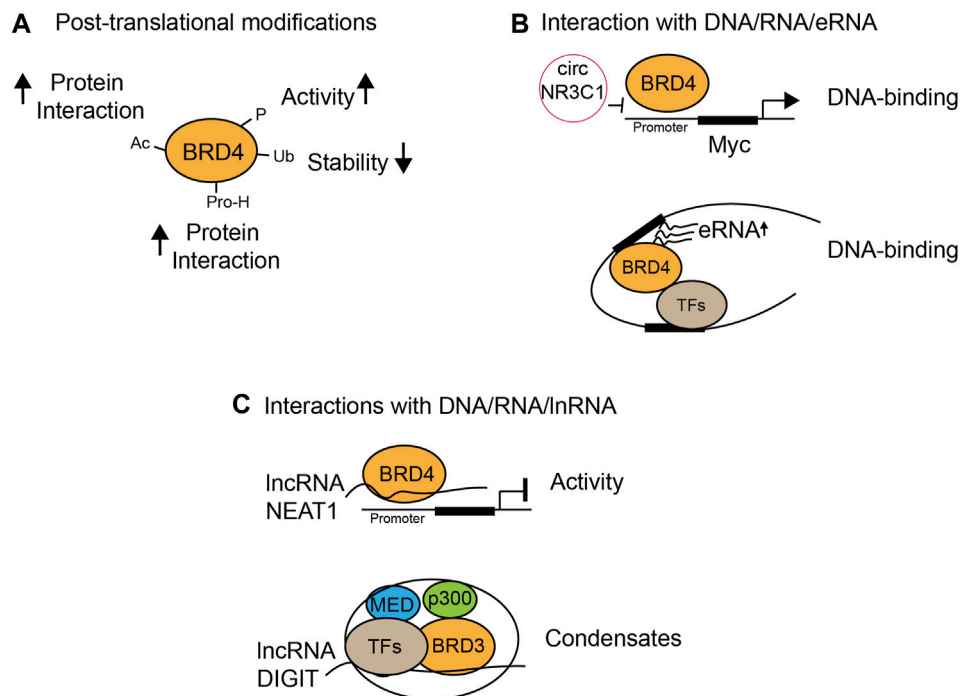 A Post-translational modifications
Protein
Interaction
Activity
P
Ac
BRD4
Ub
Stability
Pro-H
Protein
Interaction
B Interaction with DNA/RNA/eRNA
circ
NR3C1
BRD4
Promoter
Myc
DNA-binding
eRNA
BRD4
TFs
DNA-binding
C Interactions with DNA/RNA/lnRNA
lncRNA
NEAT1
BRD4
Promoter
Activity
MED
p300
TFs
BRD3
lncRNA
DIGIT
Condensates